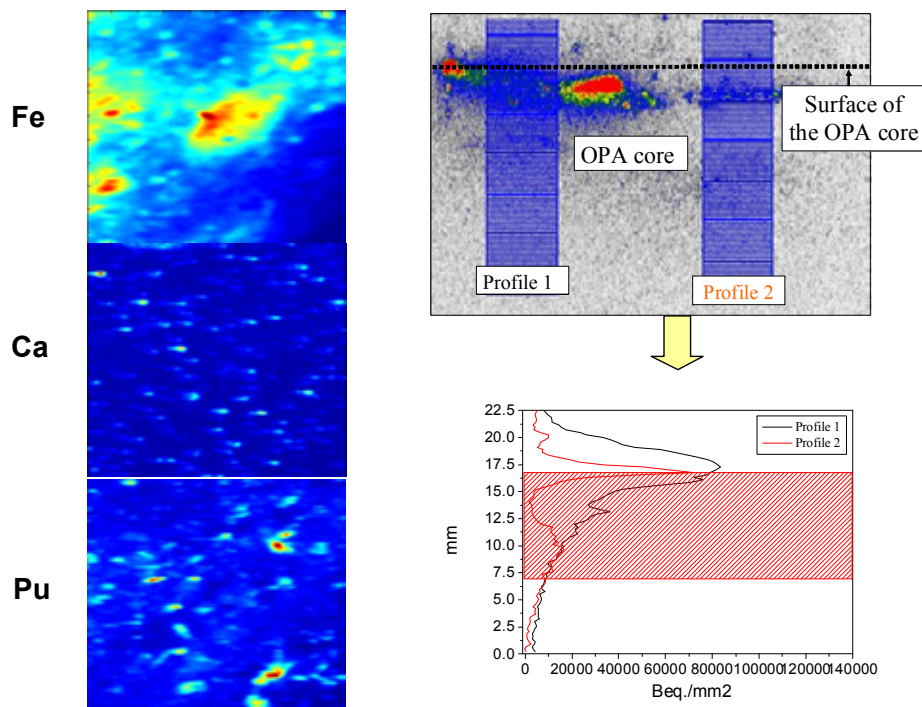 Fe
Ca
Pu
OPA core
Surface of
the OPA core
Profile 1
Profile 2
22.5
20.0
17.5
15.0
12.5
10.0
7.5
5.0
2.5
0.0
mm
Profile 1
Profile 2
0 20000 40000 60000 80000 100000 120000 140000
Beq./mm2